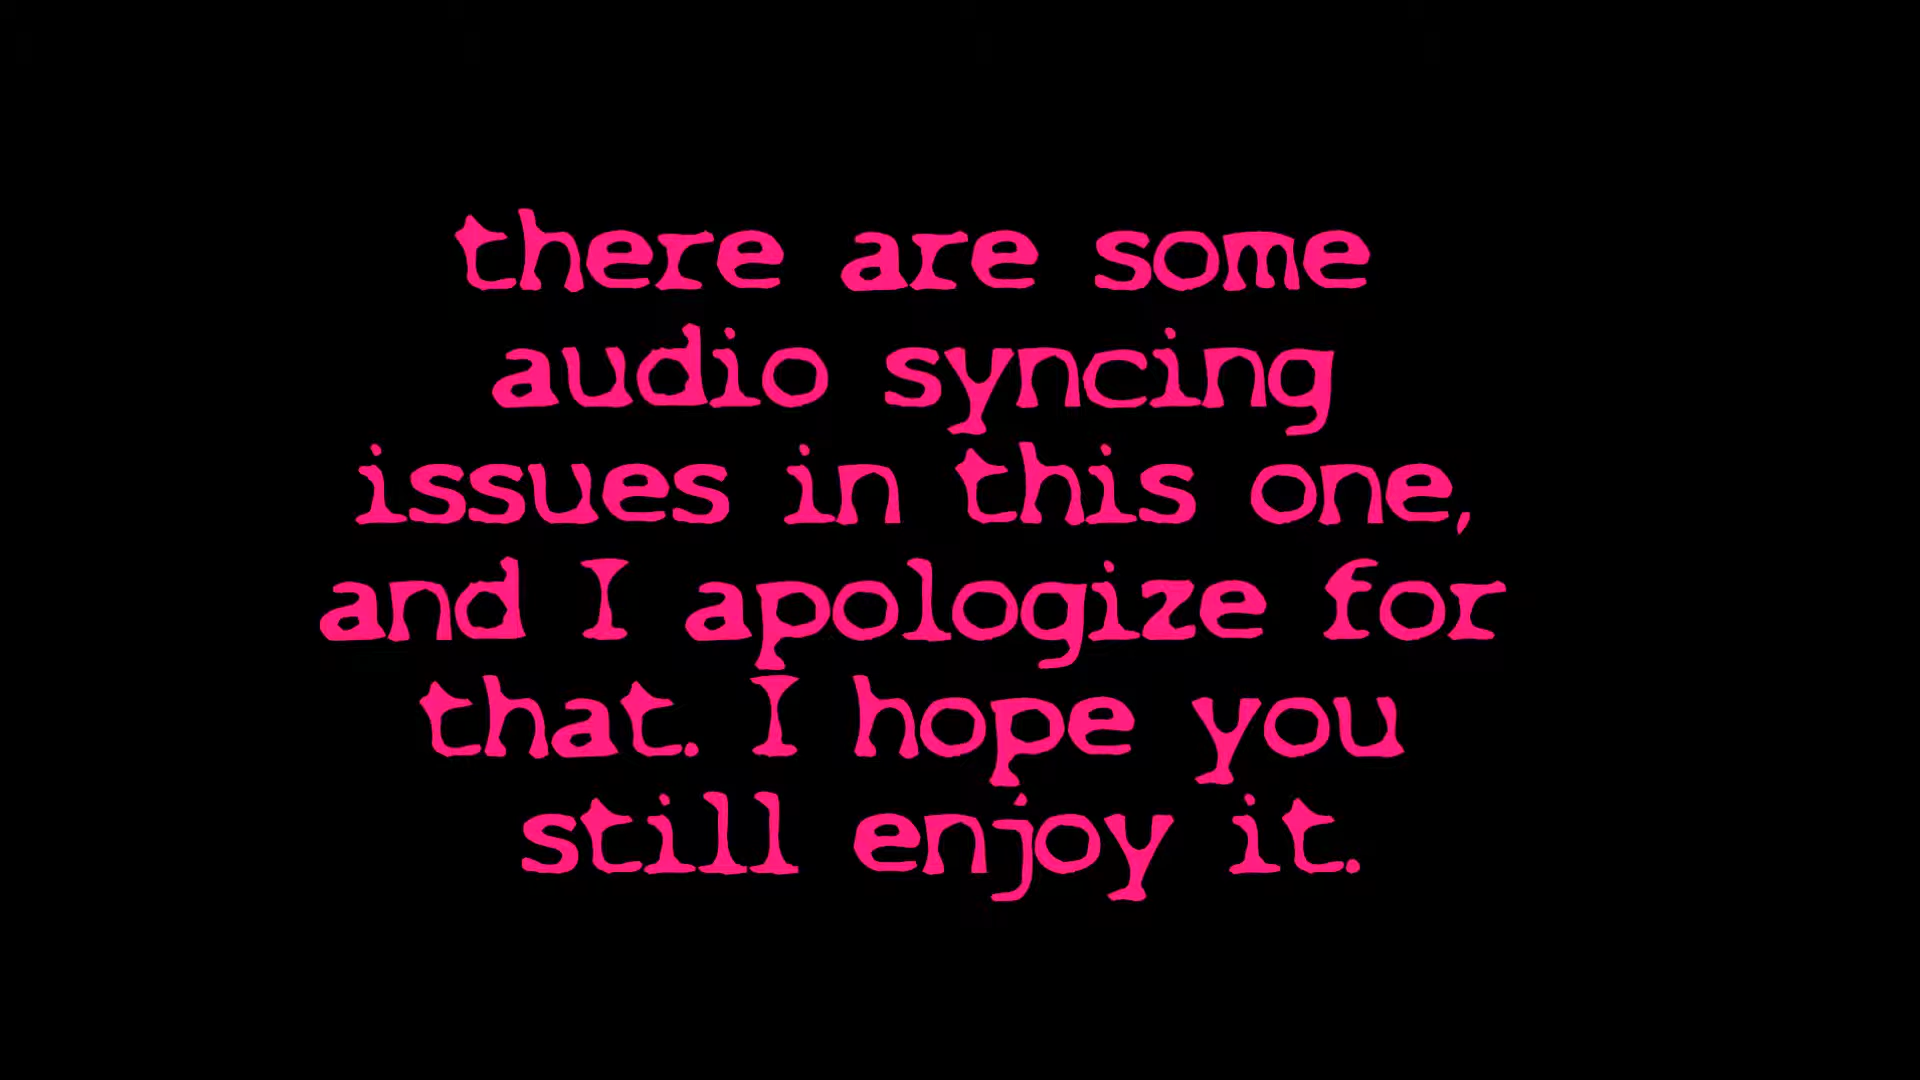 there are some
audio syncing
issues in this one,
and I apologize for
that. I hope you
still enjoy it.